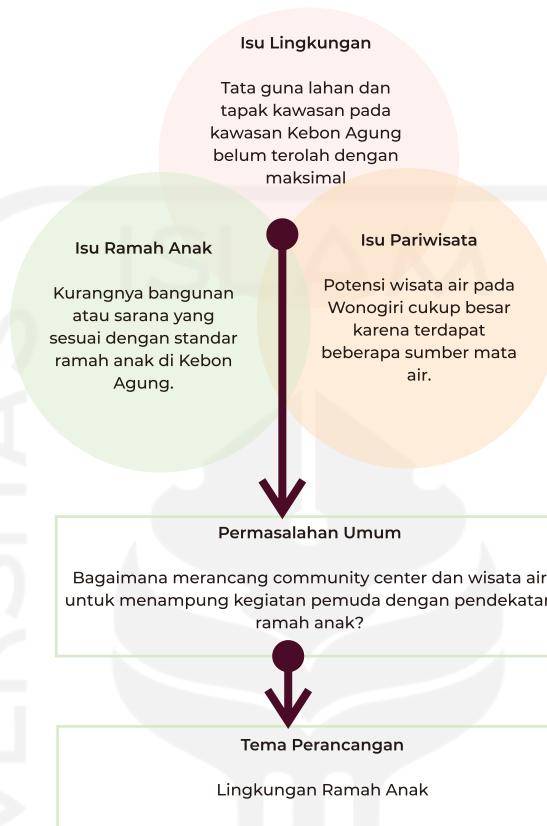 Isu Lingkungan
Tata guna lahan dan
tapak kawasan pada
kawasan Kebon Agung
belum terolah dengan
maksimal
Isu Ramah Anak
Kurangnya bangunan
atau sarana yang
sesuai dengan standar
ramah anak di Kebon
Agung.
Isu Pariwisata
Potensi wisata air pada
Wonogiri cukup besar
karena terdapat
beberapa sumber mata
air.
Permasalahan Umum
Bagaimana merancang community center dan wisata air
untuk menampung kegiatan pemuda dengan pendekatan
ramah anak?
Tema Perancangan
Lingkungan Ramah Anak
ISLAM